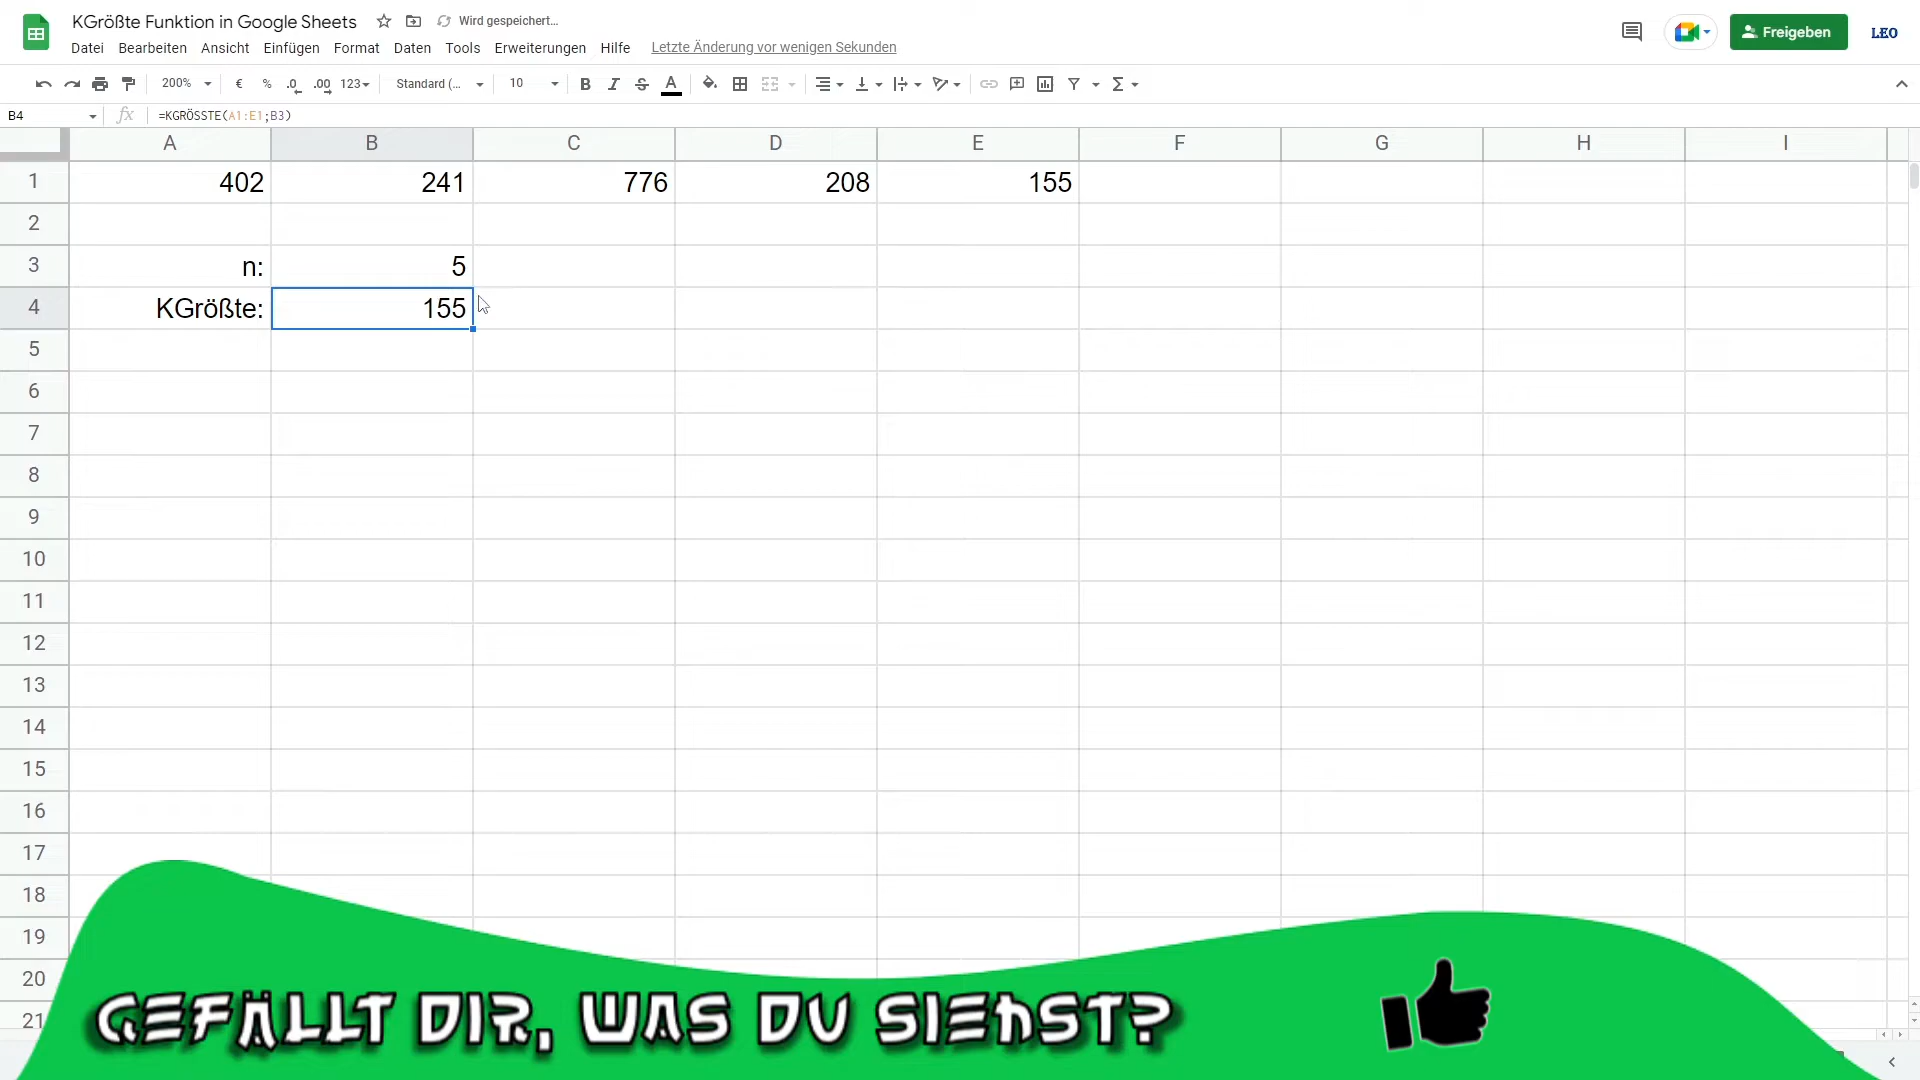 KGrößte Funktion in Google Sheets Wird gespeichert...
Datei Bearbeiten Ansicht Einfügen Format Daten Tools Erweiterungen Hilfe Letzte Änderung vor wenigen Sekunden
Freigeben
LEO
200% € % .0 .00 123 Standard (... 10 B I S A Σ
B4 fx =KGRÖSSTE(A1:E1;B3)
A B C D E F G H I
1 402 241 776 208 155
2
3 n: 5
4 KGrößte: 155
5
6
7
8
9
10
11
12
13
14
15
16
17
18
19
20
21
GEFÄLLT DIR, WAS DU SIEHST?